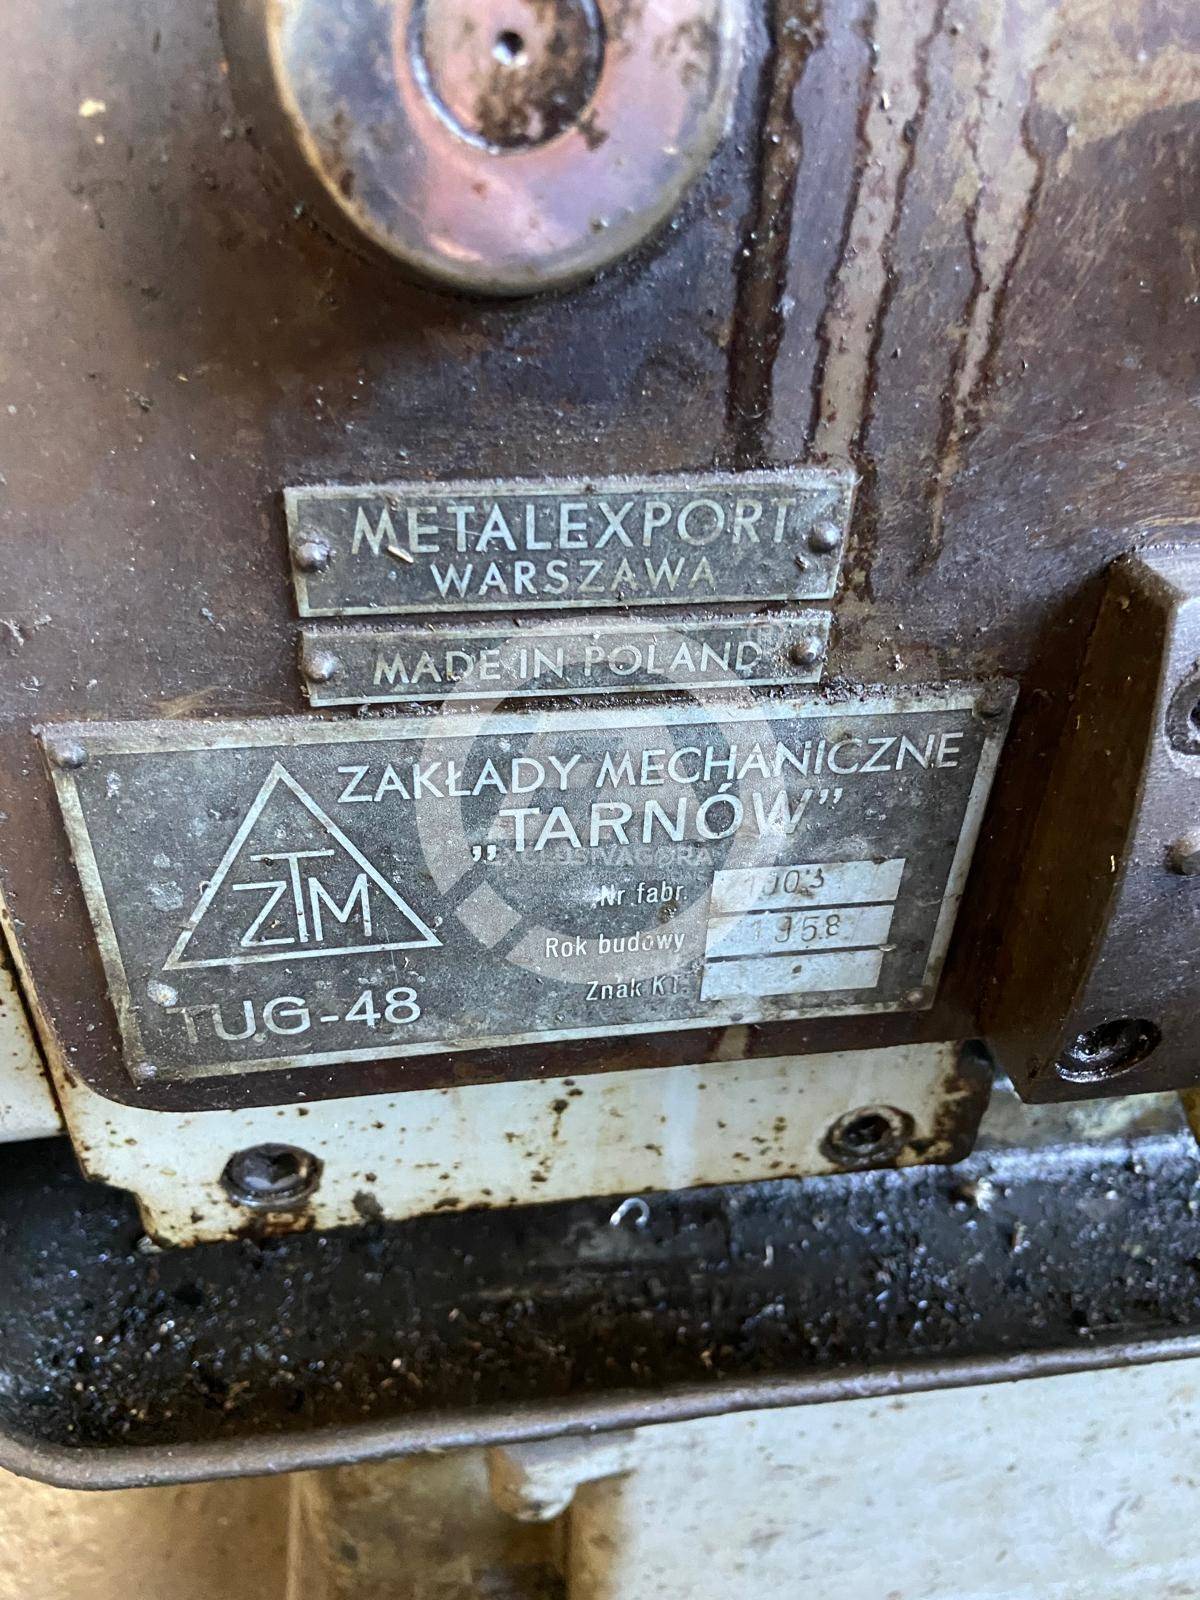 METALEXPORT
WARSZAWA
MADE IN POLAND
ZAKŁADY MECHANICZNE
„TARNÓW”
ZTM
Nr fabr. 1003
Rok budowy 1958
Znak KT.
TUG-48
EXCLUSIVAGORA